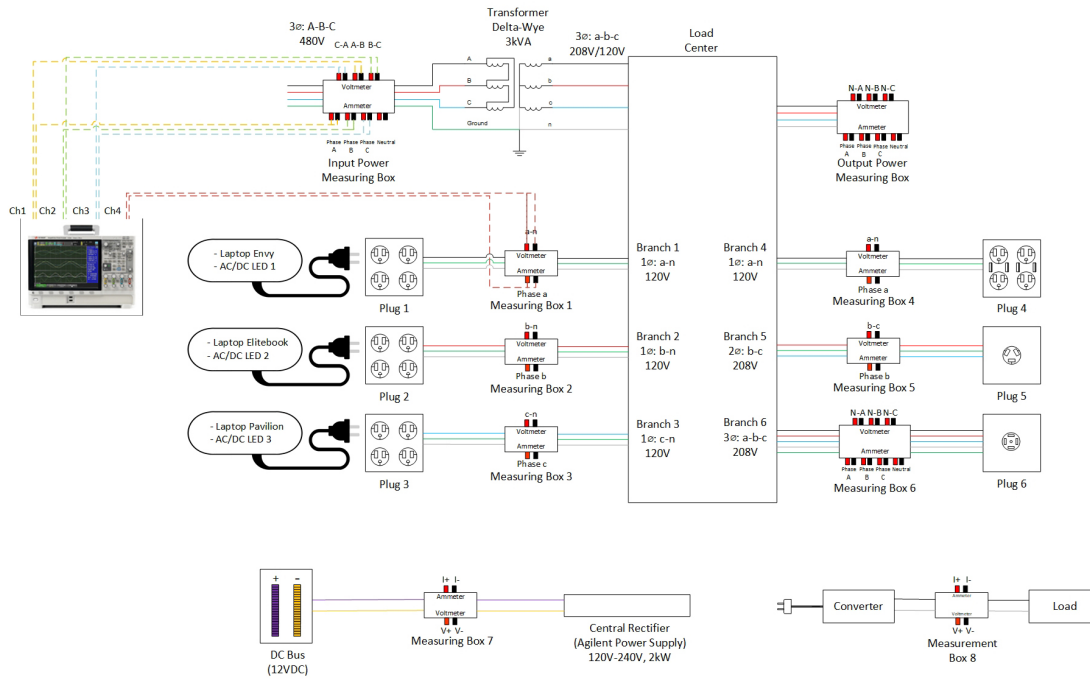 Transformer
Delta-Wye
3kVA
3ø: A-B-C
480V
C-A A-B B-C
3ø: a-b-c
208V/120V
Load
Center
A
a
Voltmeter
B
b
Ammeter
C
c
Ground
n
Phase
A
Phase
B
Phase
C
Neutral
Input Power
Measuring Box
N-A N-B N-C
Voltmeter
Ammeter
Phase
A
Phase
B
Phase
C
Neutral
Output Power
Measuring Box
Ch1
Ch2
Ch3
Ch4
- Laptop Envy
- AC/DC LED 1
Plug 1
a-n
Voltmeter
Ammeter
Phase a
Measuring Box 1
Branch 1
1ø: a-n
120V
Branch 4
1ø: a-n
120V
a-n
Voltmeter
Ammeter
Phase a
Measuring Box 4
Plug 4
- Laptop Elitebook
- AC/DC LED 2
Plug 2
b-n
Voltmeter
Ammeter
Phase b
Measuring Box 2
Branch 2
1ø: b-n
120V
Branch 5
2ø: b-c
208V
b-c
Voltmeter
Ammeter
Phase b
Measuring Box 5
Plug 5
- Laptop Pavilion
- AC/DC LED 3
Plug 3
c-n
Voltmeter
Ammeter
Phase c
Measuring Box 3
Branch 3
1ø: c-n
120V
Branch 6
3ø: a-b-c
208V
N-A N-B N-C
Voltmeter
Ammeter
Phase
A
Phase
B
Phase
C
Neutral
Measuring Box 6
Plug 6
+ −
DC Bus
(12VDC)
I+ I-
Ammeter
Voltmeter
V+ V-
Measuring Box 7
Central Rectifier
(Agilent Power Supply)
120V-240V, 2kW
Converter
I+ I-
Ammeter
Voltmeter
V+ V-
Measurement
Box 8
Load